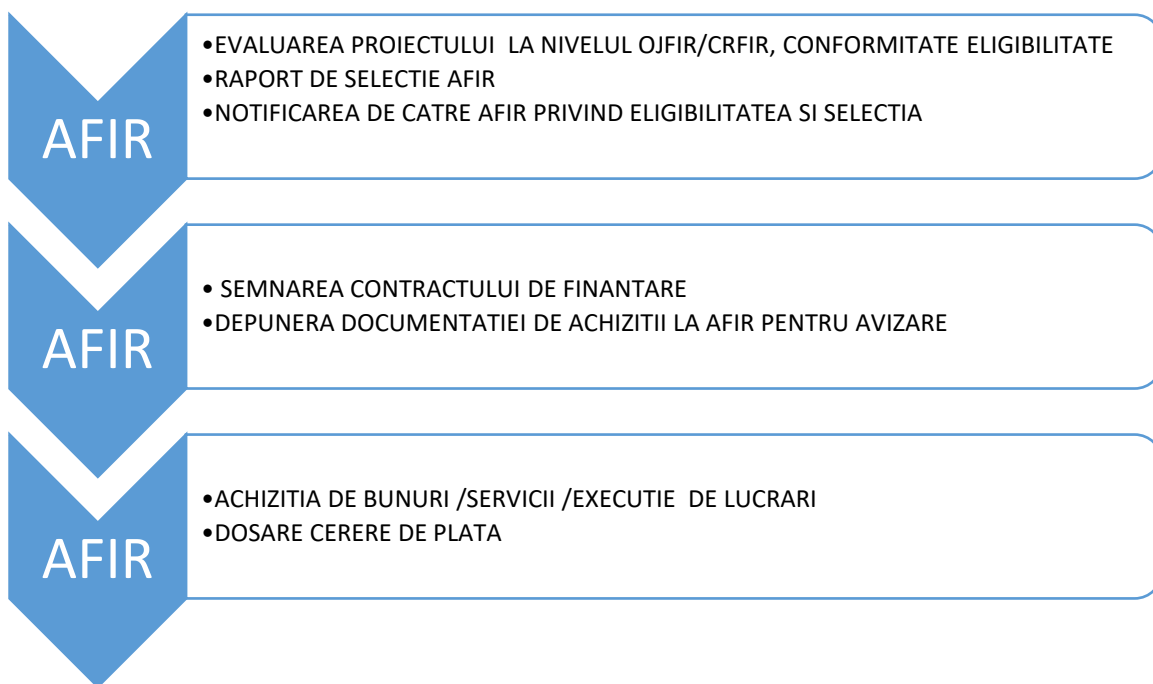 AFIR
•EVALUAREA PROIECTULUI LA NIVELUL OJFIR/CRFIR, CONFORMITATE ELIGIBILITATE
•RAPORT DE SELECTIE AFIR
•NOTIFICAREA DE CATRE AFIR PRIVIND ELIGIBILITATEA SI SELECTIA
AFIR
• SEMNAREA CONTRACTULUI DE FINANTARE
•DEPUNERA DOCUMENTATIEI DE ACHIZITII LA AFIR PENTRU AVIZARE
AFIR
•ACHIZITIA DE BUNURI /SERVICII /EXECUTIE DE LUCRARI
•DOSARE CERERE DE PLATA